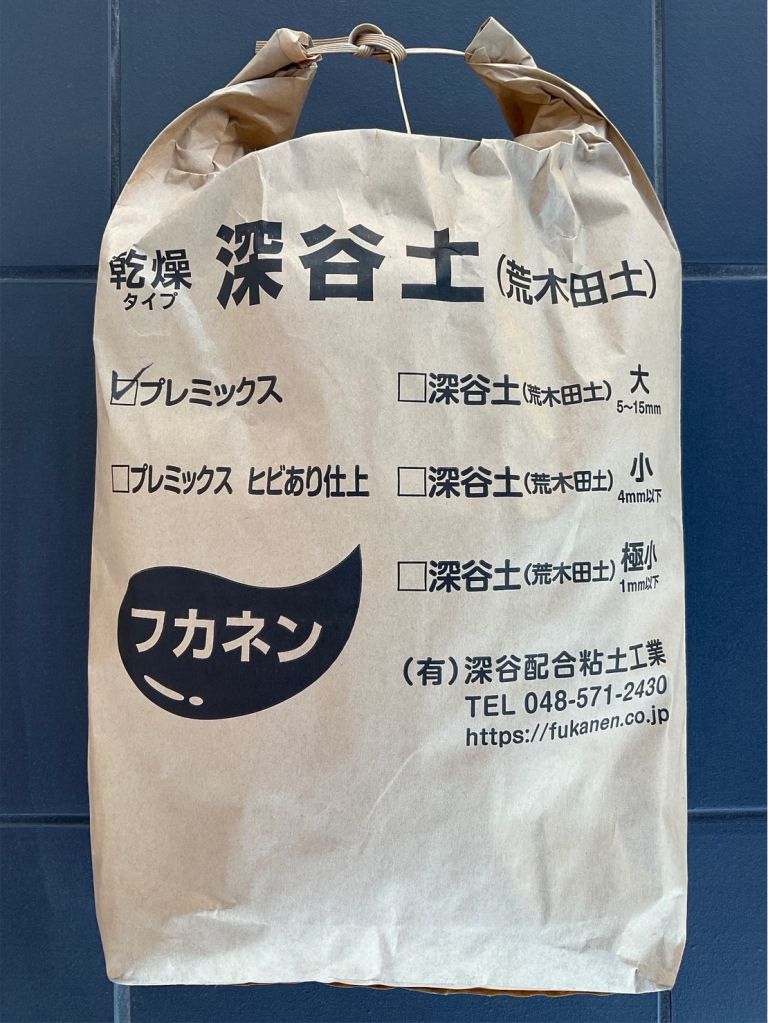 乾燥タイプ 深谷土(荒木田土)
☑プレミックス
□プレミックス ヒビあり仕上
□深谷土(荒木田土) 大 5〜15mm
□深谷土(荒木田土) 小 4mm以下
□深谷土(荒木田土) 極小 1mm以下
フカネン
(有)深谷配合粘土工業
TEL 048-571-2430
https://fukanen.co.jp